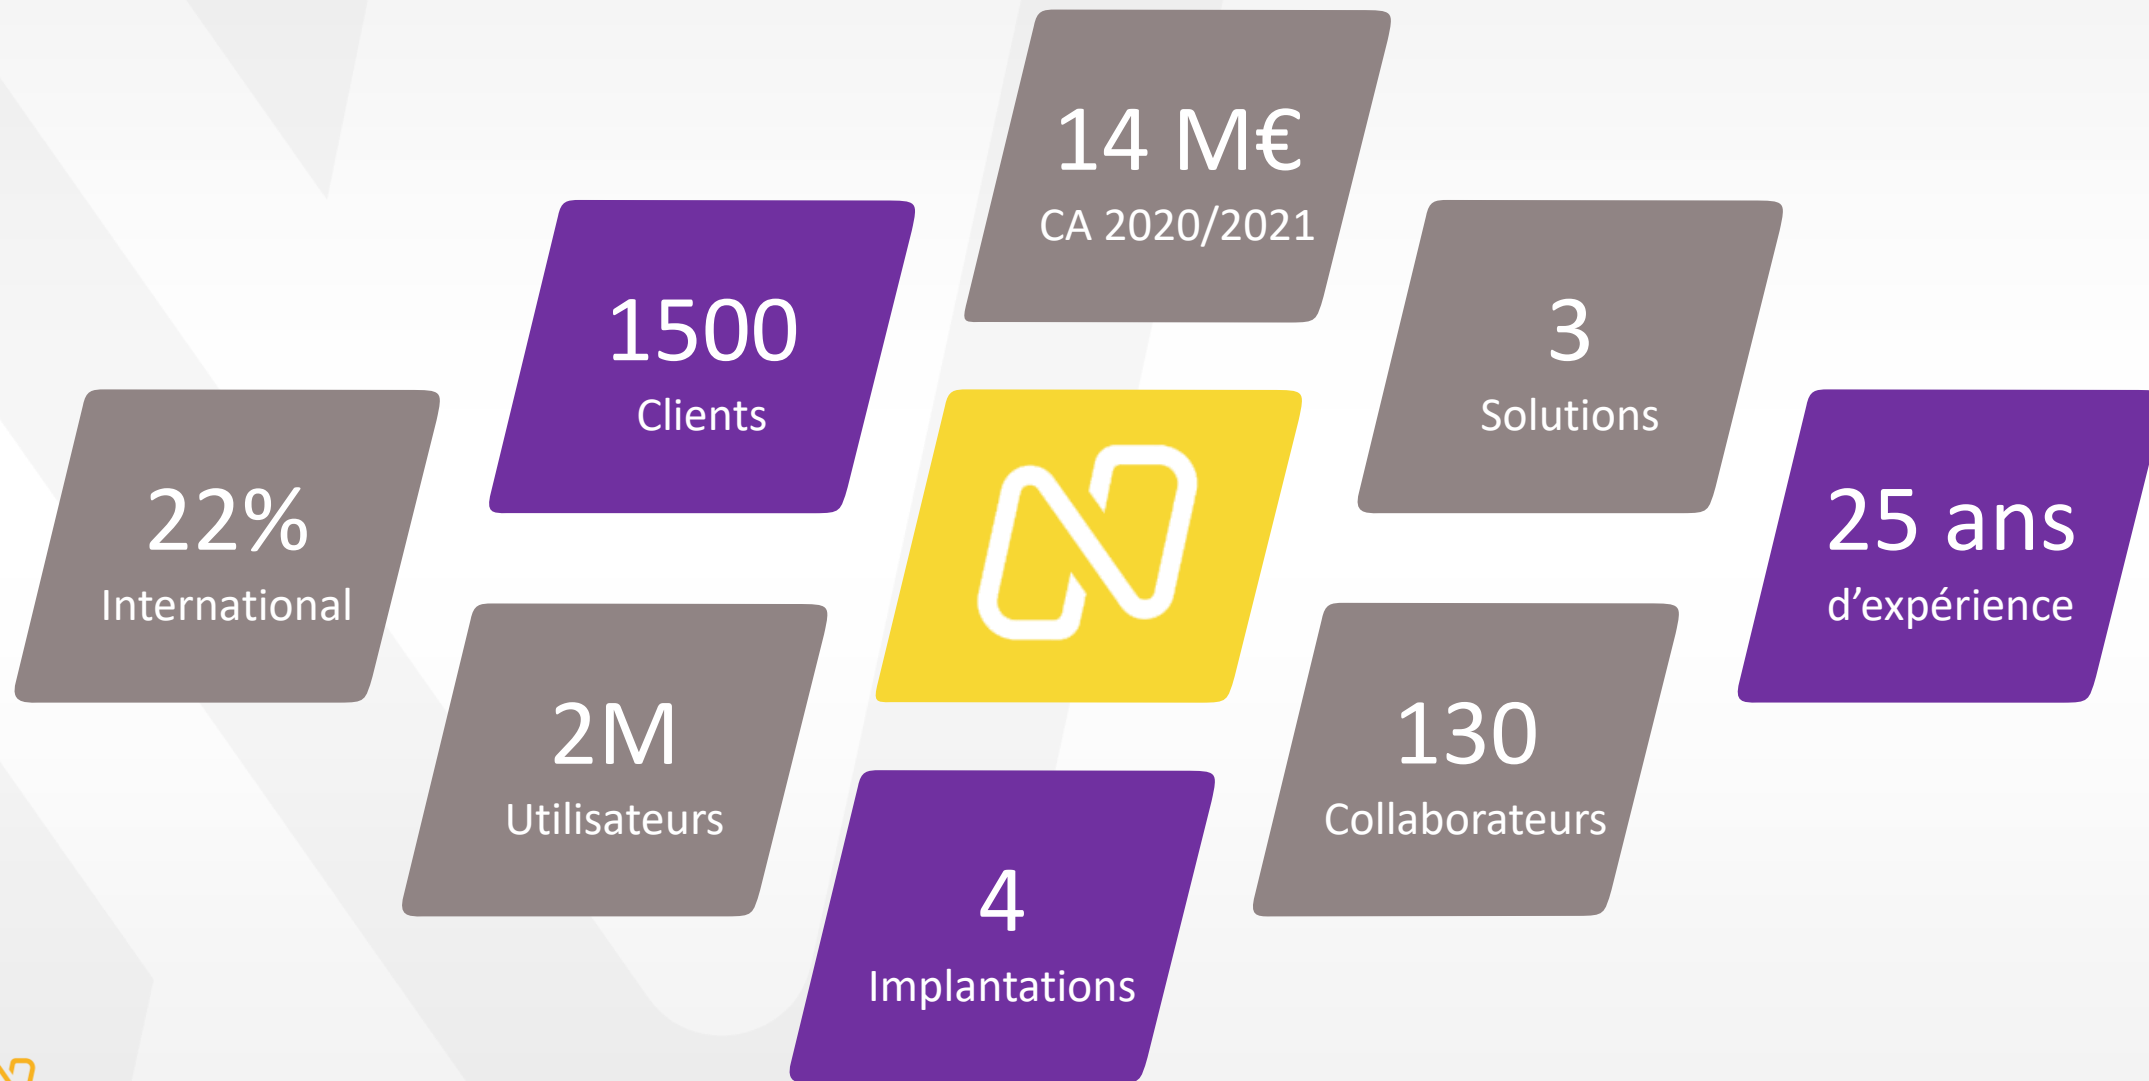 14 M€
CA 2020/2021
1500
Clients
3
Solutions
22%
International
25 ans
d’expérience
2M
Utilisateurs
130
Collaborateurs
4
Implantations